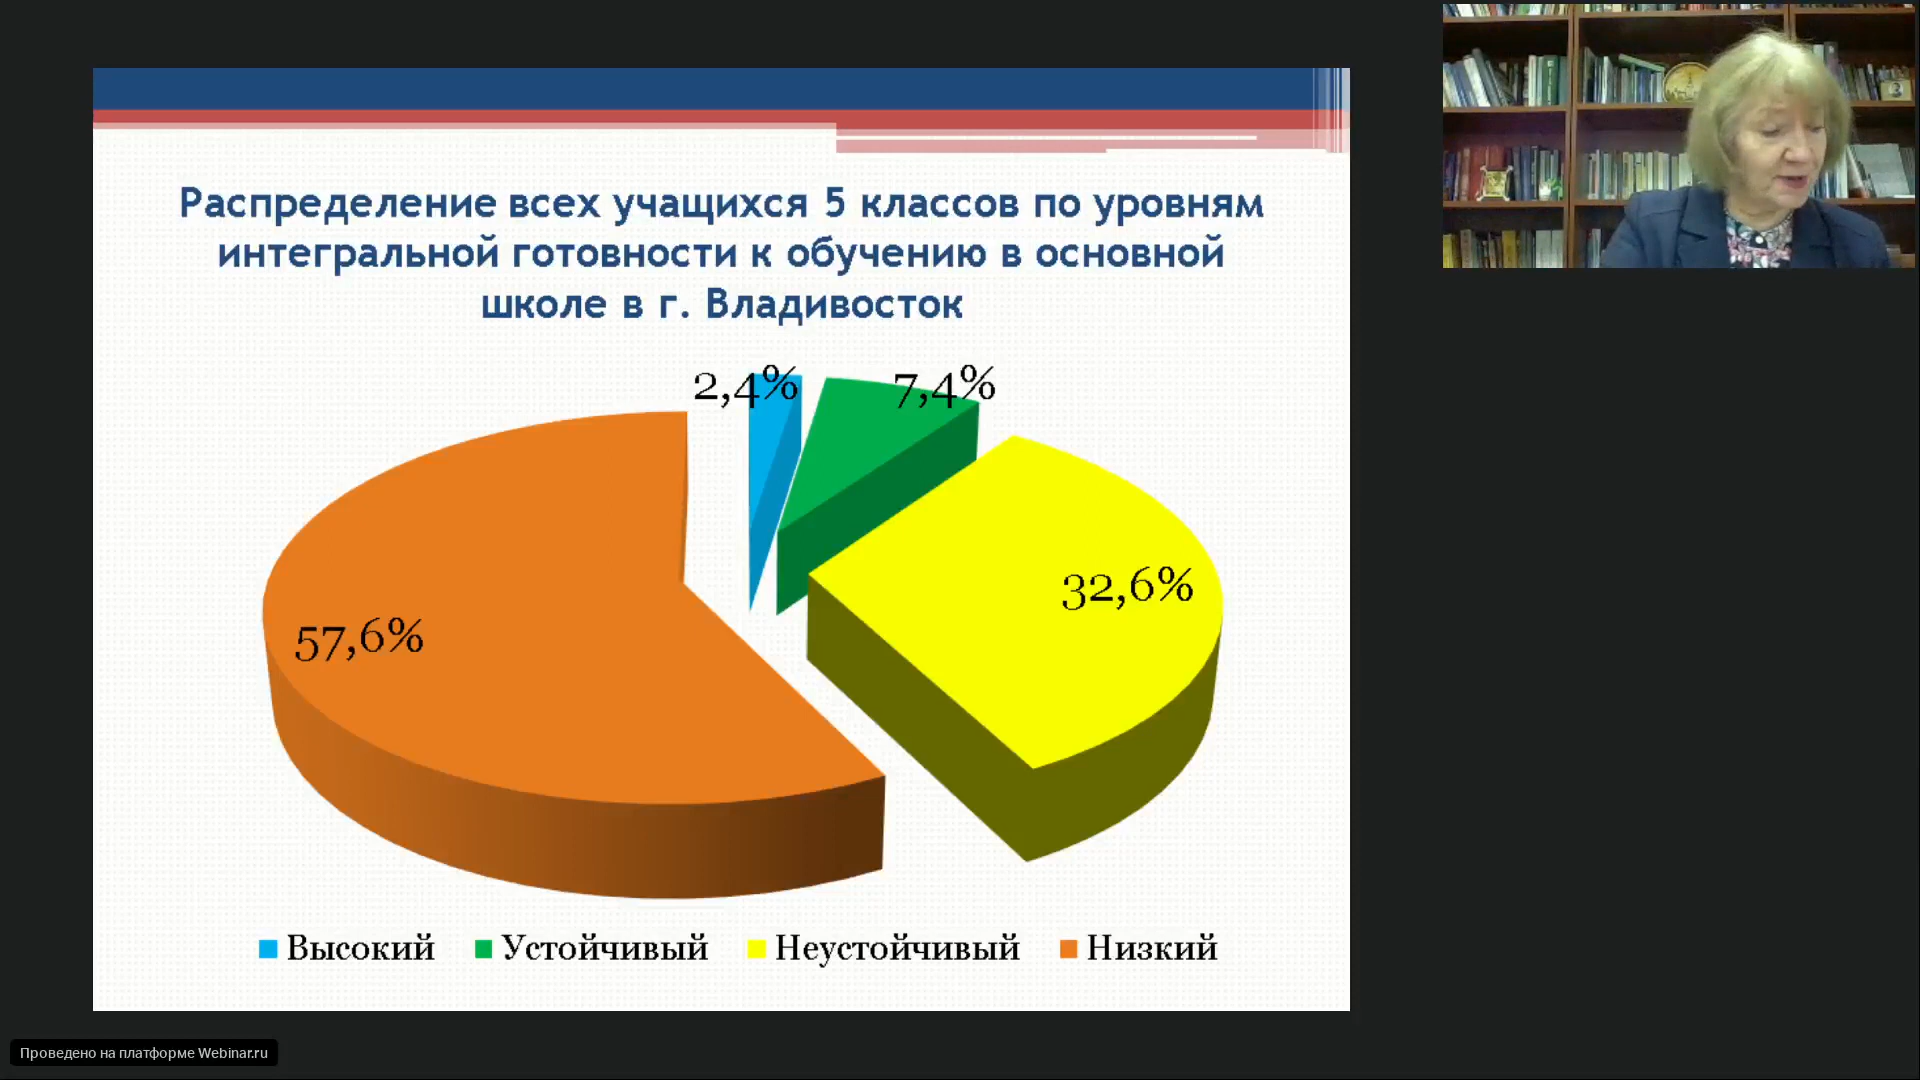 Распределение всех учащихся 5 классов по уровням
интегральной готовности к обучению в основной
школе в г. Владивосток
2,4%
7,4%
32,6%
57,6%
Высокий
Устойчивый
Неустойчивый
Низкий
Проведено на платформе Webinar.ru